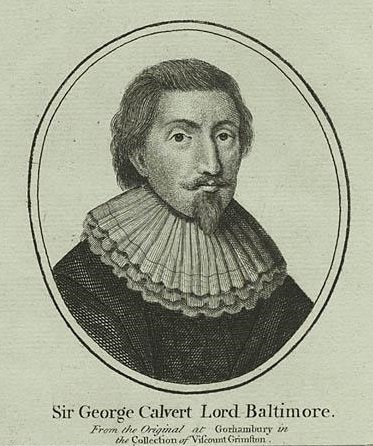 Sir George Calvert Lord Baltimore.
From the Original at Gorhambury in
the Collection of Viscount Grimston.